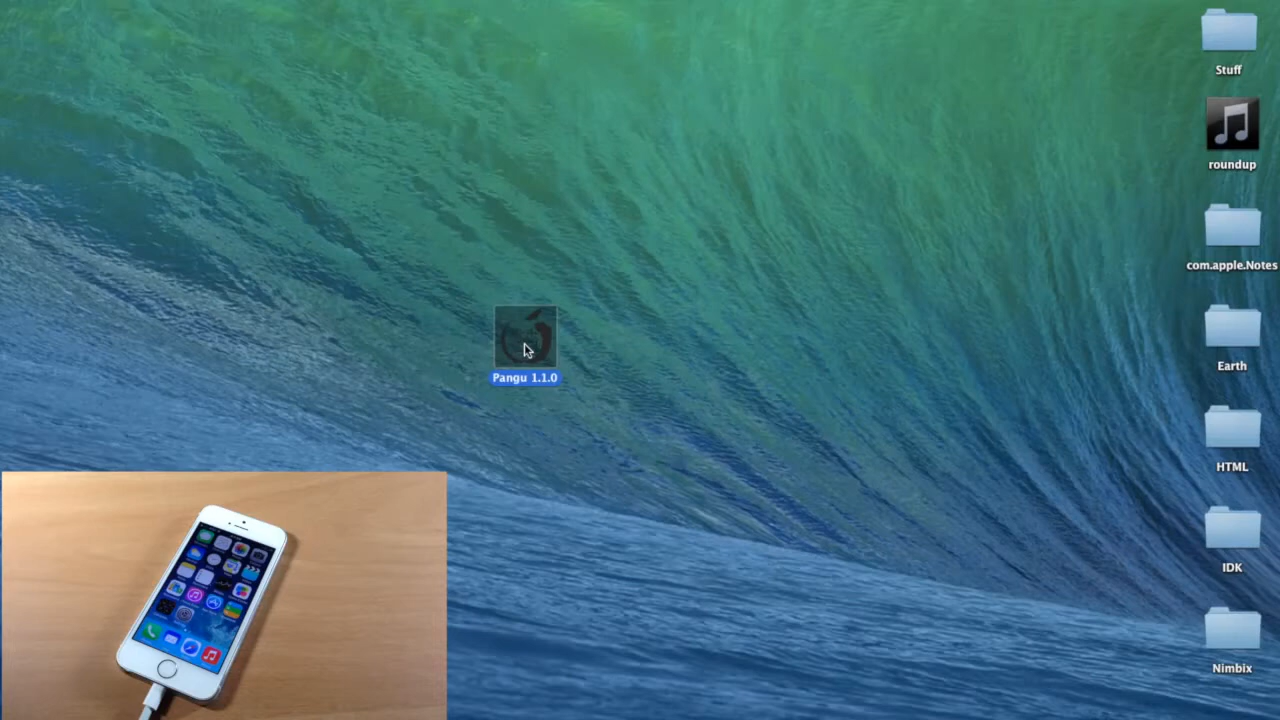 Stuff
roundup
com.apple.Notes
Earth
Pangu 1.1.0
HTML
IDK
Nimbix